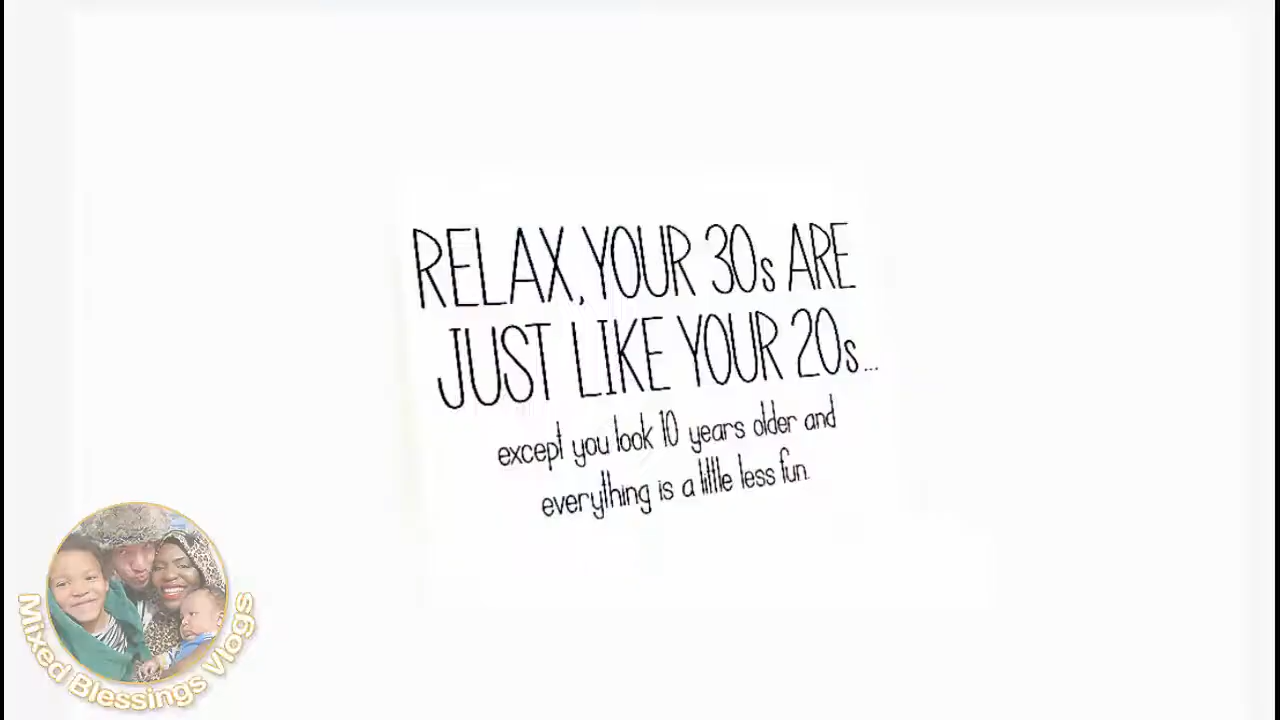 RELAX, YOUR 30s ARE
JUST LIKE YOUR 20s...
except you look 10 years older and
everything is a little less fun.
Mixed Blessings Vlogs